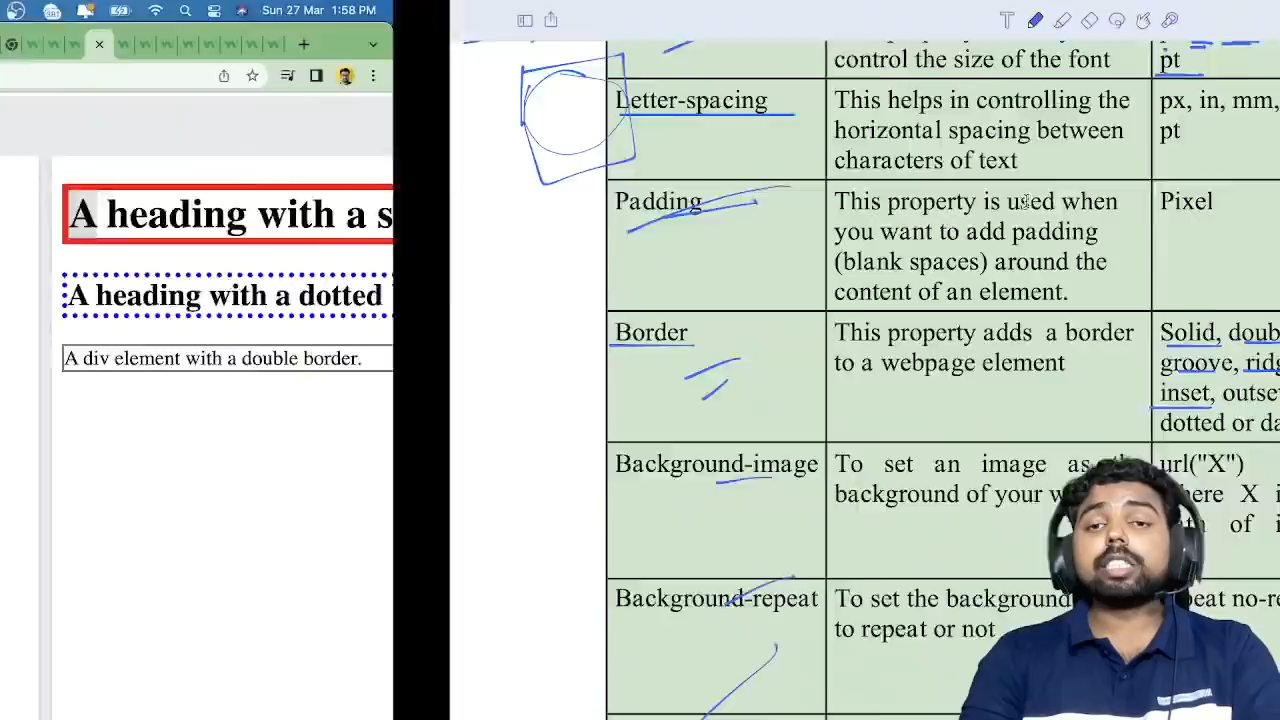 Sun 27 Mar 1:58 PM
A heading with a s
A heading with a dotted
A div element with a double border.
control the size of the font
pt
Letter-spacing
This helps in controlling the
horizontal spacing between
characters of text
px, in, mm,
pt
Padding
This property is used when
you want to add padding
(blank spaces) around the
content of an element.
Pixel
Border
This property adds a border
to a webpage element
Solid, doub
groove, ridg
inset, outse
dotted or da
Background-image
To set an image as
background of your
url("X")
X
of
Background-repeat
To set the background
to repeat or not
no-re